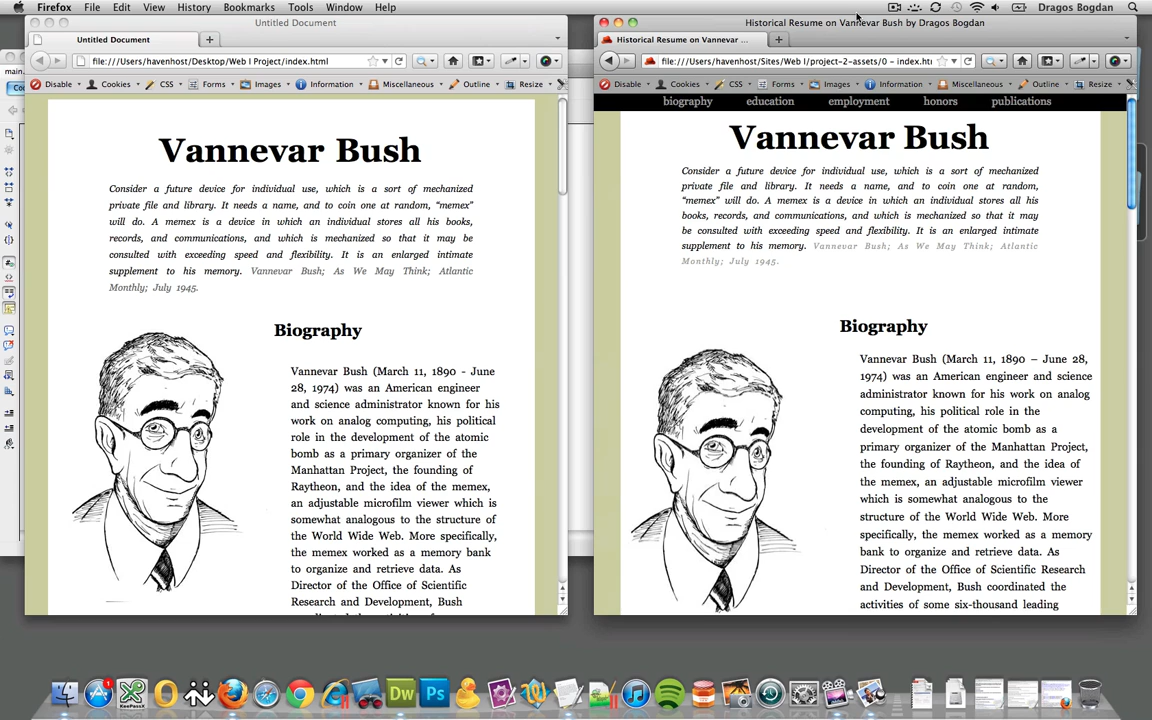 Firefox File Edit View History Bookmarks Tools Window Help Dragos Bogdan
Untitled Document
Untitled Document
file:///Users/havenhost/Desktop/Web I Project/index.html
Disable Cookies CSS Forms Images Information Miscellaneous Outline Resize
Vannevar Bush
Consider a future device for individual use, which is a sort of mechanized
private file and library. It needs a name, and to coin one at random, “memex”
will do. A memex is a device in which an individual stores all his books,
records, and communications, and which is mechanized so that it may be
consulted with exceeding speed and flexibility. It is an enlarged intimate
supplement to his memory. Vannevar Bush; As We May Think; Atlantic
Monthly; July 1945.
Biography
Vannevar Bush (March 11, 1890 - June
28, 1974) was an American engineer
and science administrator known for his
work on analog computing, his political
role in the development of the atomic
bomb as a primary organizer of the
Manhattan Project, the founding of
Raytheon, and the idea of the memex,
an adjustable microfilm viewer which is
somewhat analogous to the structure of
the World Wide Web. More specifically,
the memex worked as a memory bank
to organize and retrieve data. As
Director of the Office of Scientific
Research and Development, Bush
Historical Resume on Vannevar Bush by Dragos Bogdan
Historical Resume on Vannevar ...
file:///Users/havenhost/Sites/Web I/project-2-assets/0 – index.ht
Disable Cookies CSS Forms Images Information Miscellaneous Outline Resize
biography education employment honors publications
Vannevar Bush
Consider a future device for individual use, which is a sort of mechanized
private file and library. It needs a name, and to coin one at random,
“memex” will do. A memex is a device in which an individual stores all his
books, records, and communications, and which is mechanized so that it may
be consulted with exceeding speed and flexibility. It is an enlarged intimate
supplement to his memory. Vannevar Bush; As We May Think; Atlantic
Monthly; July 1945.
Biography
Vannevar Bush (March 11, 1890 – June 28,
1974) was an American engineer and science
administrator known for his work on analog
computing, his political role in the
development of the atomic bomb as a
primary organizer of the Manhattan Project,
the founding of Raytheon, and the idea of
the memex, an adjustable microfilm viewer
which is somewhat analogous to the
structure of the World Wide Web. More
specifically, the memex worked as a memory
bank to organize and retrieve data. As
Director of the Office of Scientific Research
and Development, Bush coordinated the
activities of some six-thousand leading
main.
Co
1
KeePassX
Dw
Ps